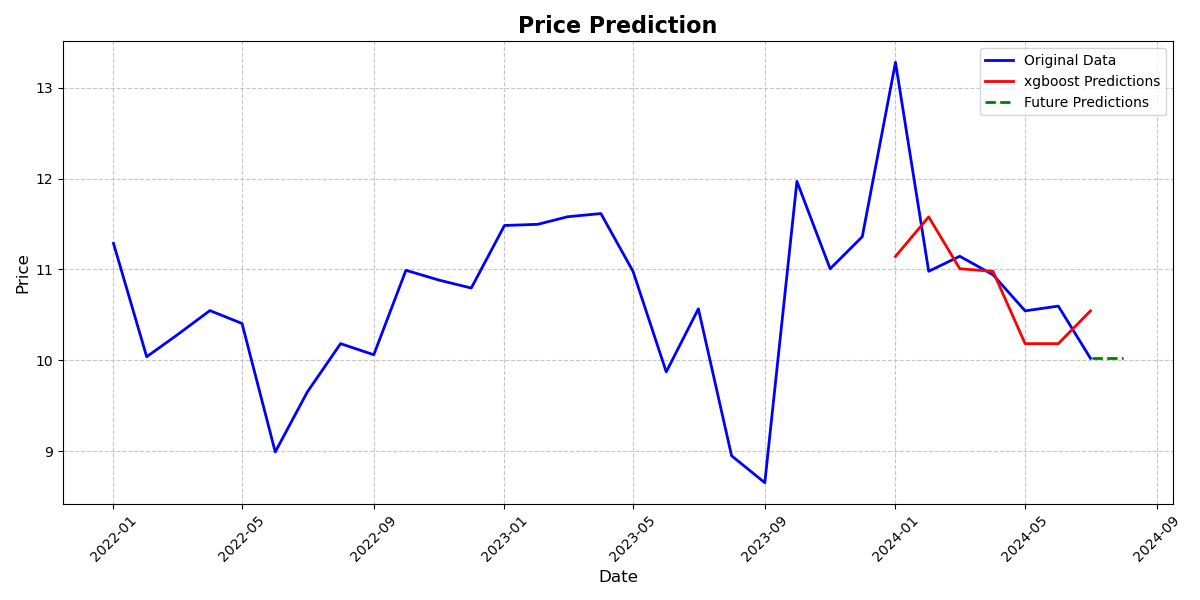 Price Prediction
Original Data
xgboost Predictions
Future Predictions
Price
13
12
11
10
9
2022-01
2022-05
2022-09
2023-01
2023-05
2023-09
2024-01
2024-05
2024-09
Date